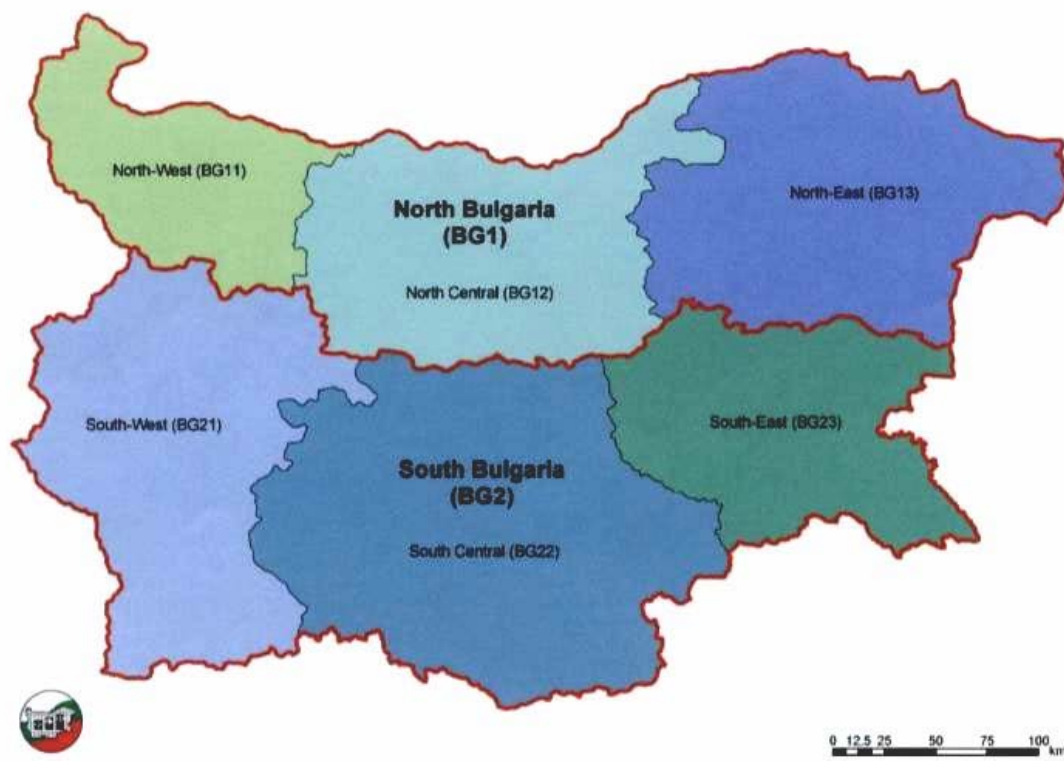 North-West (BG11)
North Bulgaria
(BG1)
North-East (BG13)
North Central (BG12)
South-West (BG21)
South-East (BG23)
South Bulgaria
(BG2)
South Central (BG22)
0 12.5 25 50 75 100
km